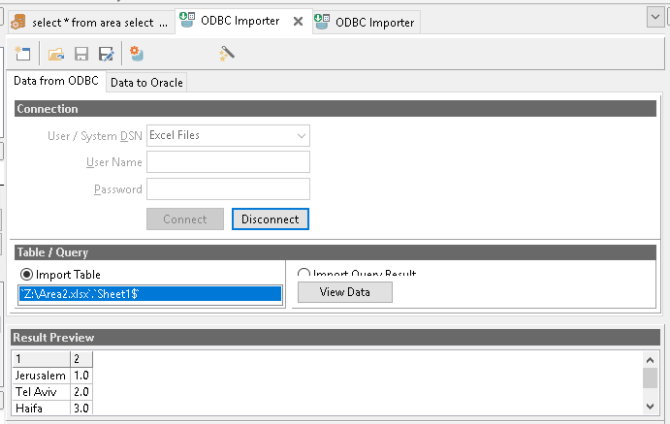 select * from area select ...
ODBC Importer
ODBC Importer
Data from ODBC
Data to Oracle
Connection
User / System DSN
Excel Files
User Name
Password
Connect
Disconnect
Table / Query
Import Table
Import Query Result
`Z:\Area2.xlsx`.`Sheet1$`
View Data
Result Preview
1 2
Jerusalem 1.0
Tel Aviv 2.0
Haifa 3.0